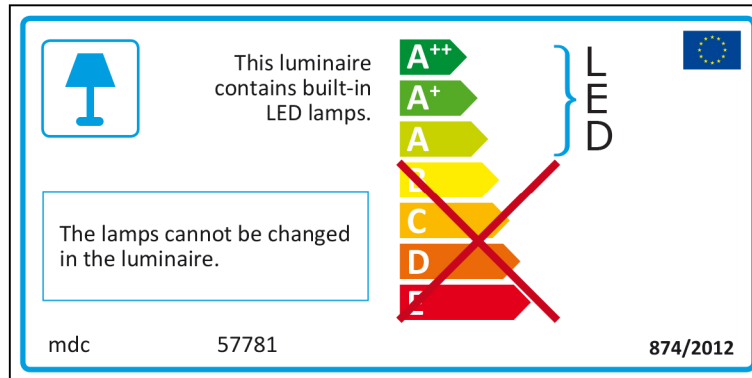 This luminaire
contains built-in
LED lamps.
A++
A+
A
B
C
D
E
L
E
D
The lamps cannot be changed
in the luminaire.
mdc 57781
874/2012